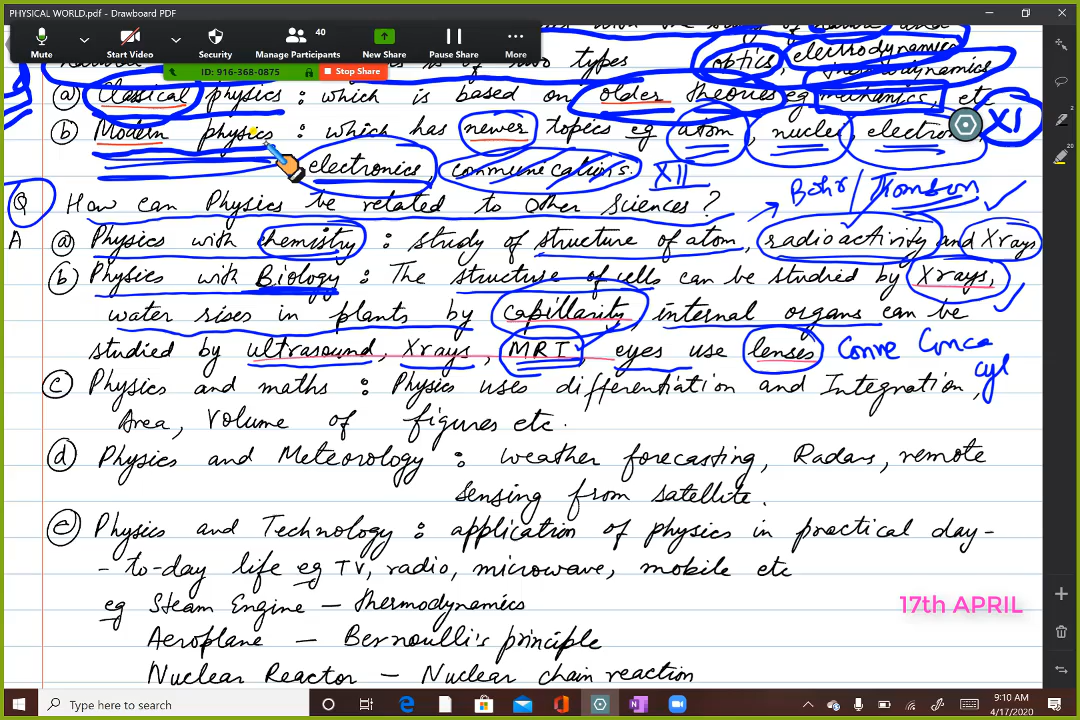 PHYSICAL WORLD.pdf - Drawboard PDF
Mute
Start Video
Security
Manage Participants
40
New Share
Pause Share
More
ID: 916-368-0875
Stop Share
types optics, electrodynamics
thermodynamics
(a) Classical physics : which is based on older theories eg mechanics, etc
(b) Modern physics : which has newer topics eg atom, nuclei, electron, XI
electronics, communications. XII
Q How can Physics be related to Other Sciences? → Bohr / Thomson
A (a) Physics with chemistry : study of structure of atom, radioactivity and Xrays
(b) Physics with Biology : The structure of cells can be studied by Xrays,
water rises in plants by capillarity, internal organs can be
studied by ultrasound, Xrays, MRI, eyes use lenses Conve Conca
cyl
(c) Physics and maths : Physics uses differentiation and Integration,
Area, Volume of figures etc.
(d) Physics and Meteorology : weather forecasting, Radars, remote
sensing from satellite.
(e) Physics and Technology : application of physics in practical day-
-to-day life eg TV, radio, microwave, mobile etc
eg Steam Engine – thermodynamics
17th APRIL
Aeroplane – Bernoulli's principle
Nuclear Reactor – Nuclear chain reaction
Type here to search
9:10 AM
4/17/2020